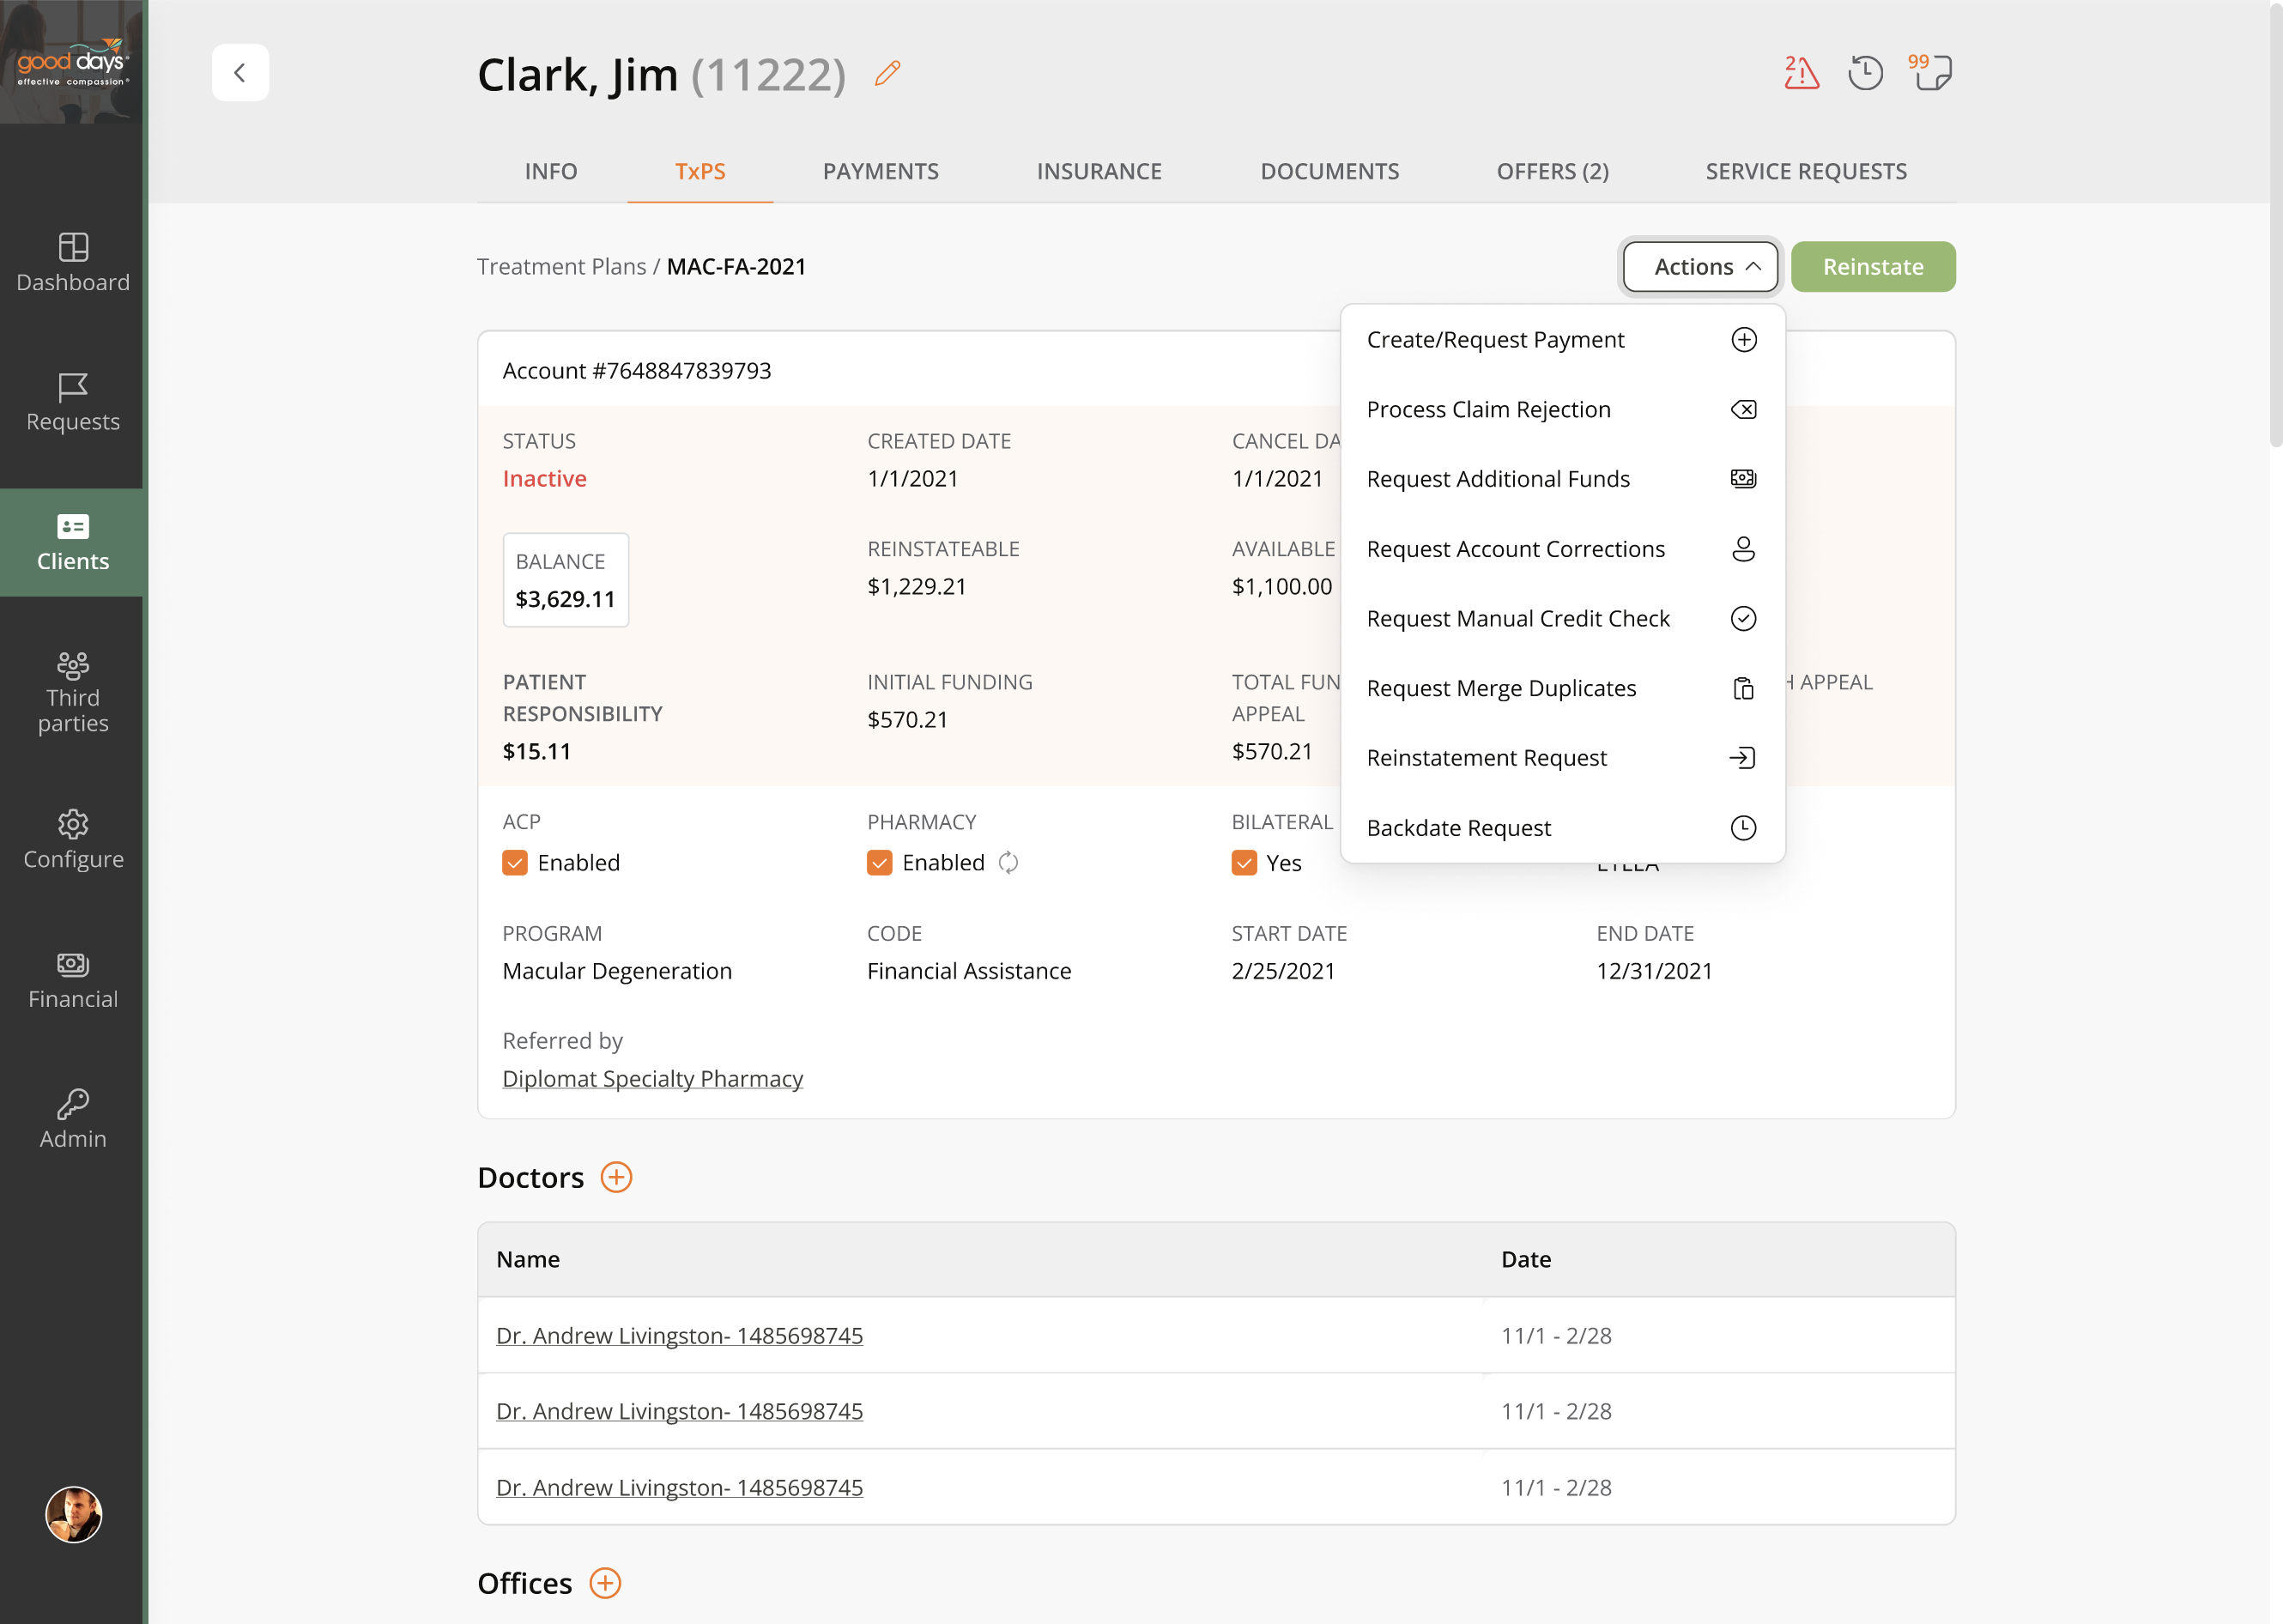 good days®
effective compassion®
Dashboard
Requests
Clients
Third
parties
Configure
Financial
Admin
Clark, Jim (11222)
2
99
INFO
TxPS
PAYMENTS
INSURANCE
DOCUMENTS
OFFERS (2)
SERVICE REQUESTS
Treatment Plans / MAC-FA-2021
Actions
Reinstate
Create/Request Payment
Process Claim Rejection
Request Additional Funds
Request Account Corrections
Request Manual Credit Check
Request Merge Duplicates
Reinstatement Request
Backdate Request
Account #7648847839793
STATUS
Inactive
CREATED DATE
1/1/2021
CANCEL DA
1/1/2021
BALANCE
$3,629.11
REINSTATEABLE
$1,229.21
AVAILABLE
$1,100.00
PATIENT
RESPONSIBILITY
$15.11
INITIAL FUNDING
$570.21
TOTAL FUN
APPEAL
$570.21
H APPEAL
ACP
Enabled
PHARMACY
Enabled
BILATERAL
Yes
PROGRAM
Macular Degeneration
CODE
Financial Assistance
START DATE
2/25/2021
END DATE
12/31/2021
Referred by
Diplomat Specialty Pharmacy
Doctors
Name
Date
Dr. Andrew Livingston- 1485698745
11/1 - 2/28
Dr. Andrew Livingston- 1485698745
11/1 - 2/28
Dr. Andrew Livingston- 1485698745
11/1 - 2/28
Offices